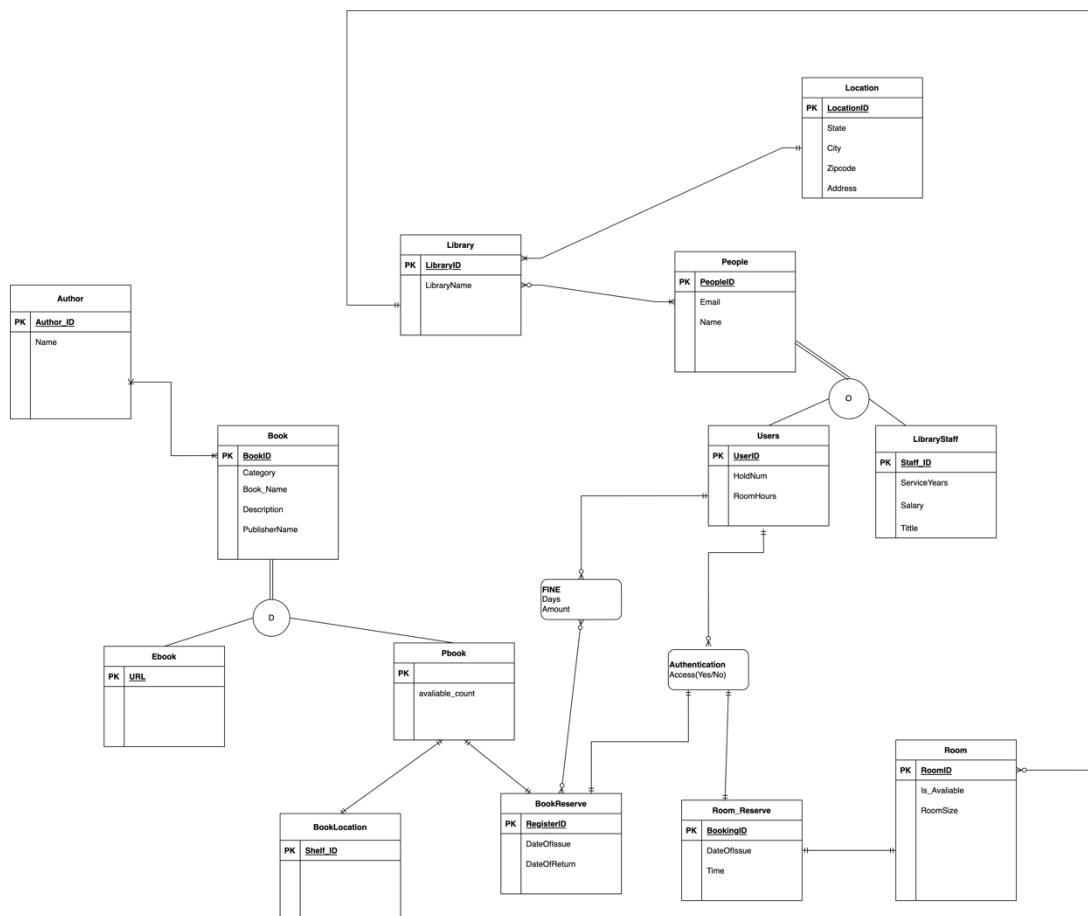 Location
PK LocationID
State
City
Zipcode
Address
Library
PK LibraryID
LibraryName
People
PK PeopleID
Email
Name
Author
PK Author_ID
Name
O
Book
PK BookID
Category
Book_Name
Description
PublisherName
Users
PK UserID
HoldNum
RoomHours
LibraryStaff
PK Staff_ID
ServiceYears
Salary
Tittle
FINE
Days
Amount
D
Ebook
PK URL
Pbook
PK
avaliable_count
Authentication
Access(Yes/No)
Room
PK RoomID
Is_Avaliable
RoomSize
BookLocation
PK Shelf_ID
BookReserve
PK RegisterID
DateOfIssue
DateOfReturn
Room_Reserve
PK BookingID
DateOfIssue
Time